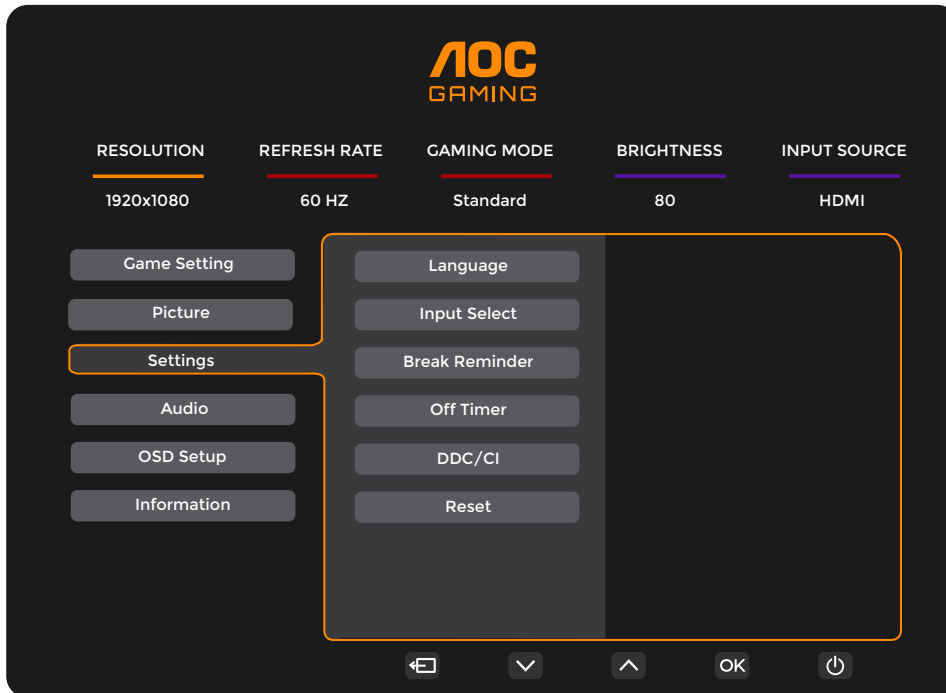 AOC
GAMING
RESOLUTION REFRESH RATE GAMING MODE BRIGHTNESS INPUT SOURCE
1920x1080 60 HZ Standard 80 HDMI
Game Setting
Picture
Settings
Audio
OSD Setup
Information
Language
Input Select
Break Reminder
Off Timer
DDC/CI
Reset
OK